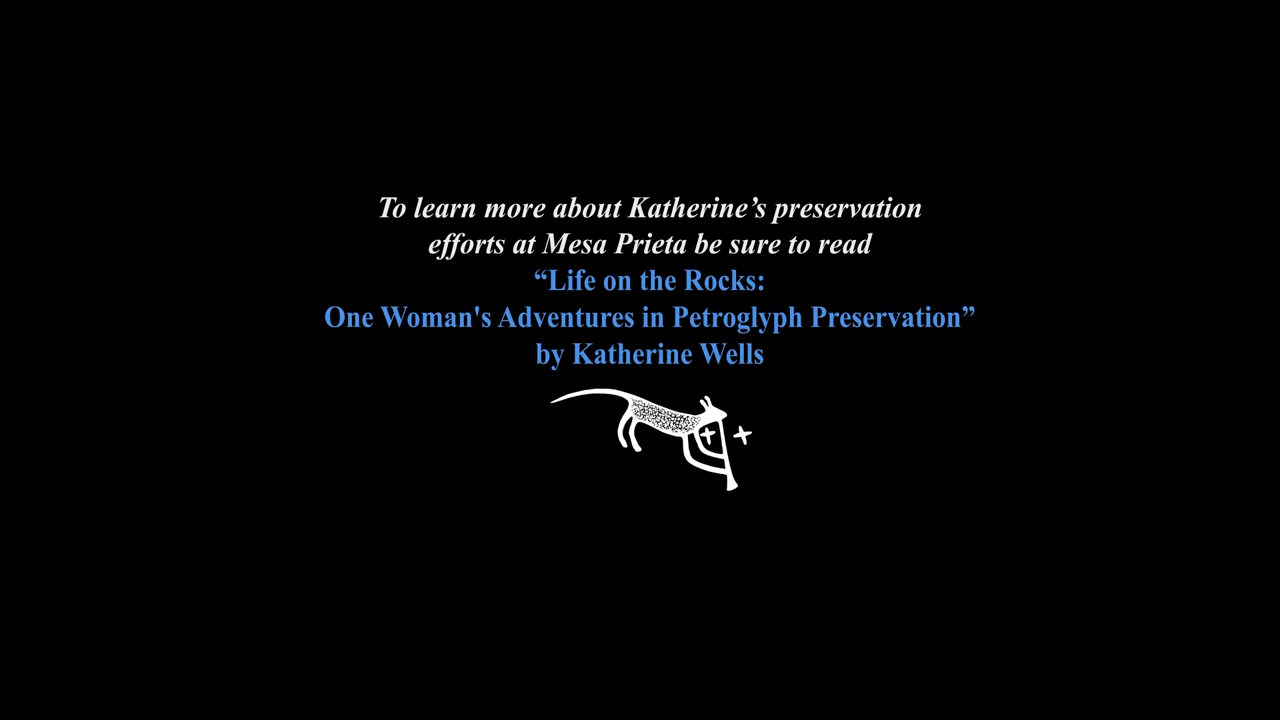 To learn more about Katherine’s preservation
efforts at Mesa Prieta be sure to read
“Life on the Rocks:
One Woman's Adventures in Petroglyph Preservation”
by Katherine Wells